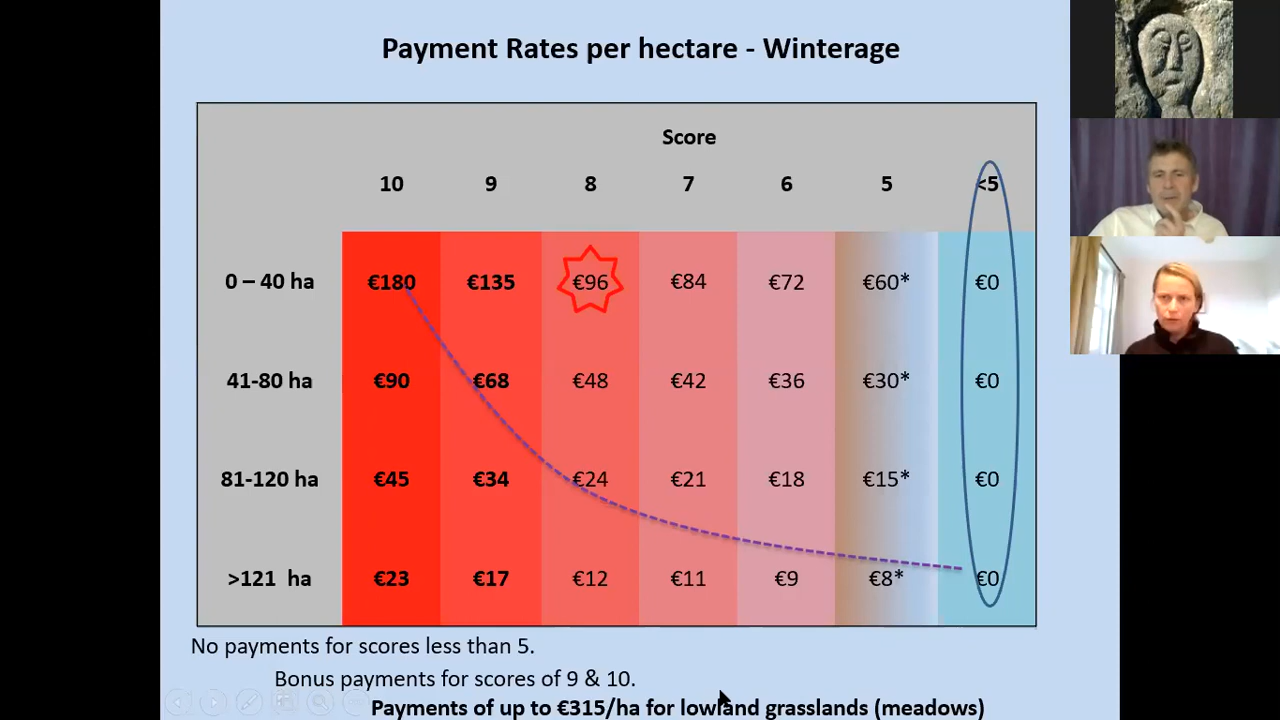 Payment Rates per hectare - Winterage
Score
10 9 8 7 6 5 <5
0 – 40 ha €180 €135 €96 €84 €72 €60* €0
41-80 ha €90 €68 €48 €42 €36 €30* €0
81-120 ha €45 €34 €24 €21 €18 €15* €0
>121 ha €23 €17 €12 €11 €9 €8* €0
No payments for scores less than 5.
Bonus payments for scores of 9 & 10.
Payments of up to €315/ha for lowland grasslands (meadows)